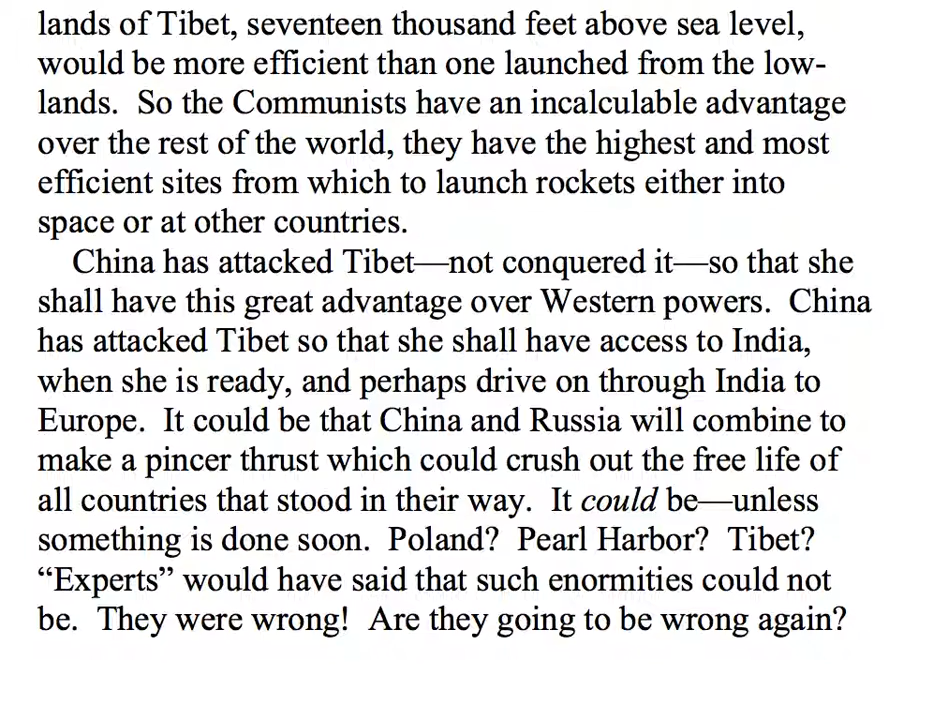 lands of Tibet, seventeen thousand feet above sea level,
would be more efficient than one launched from the low-
lands.  So the Communists have an incalculable advantage
over the rest of the world, they have the highest and most
efficient sites from which to launch rockets either into
space or at other countries.
China has attacked Tibet—not conquered it—so that she
shall have this great advantage over Western powers.  China
has attacked Tibet so that she shall have access to India,
when she is ready, and perhaps drive on through India to
Europe.  It could be that China and Russia will combine to
make a pincer thrust which could crush out the free life of
all countries that stood in their way.  It could be—unless
something is done soon.  Poland?  Pearl Harbor?  Tibet?
“Experts” would have said that such enormities could not
be.  They were wrong!  Are they going to be wrong again?